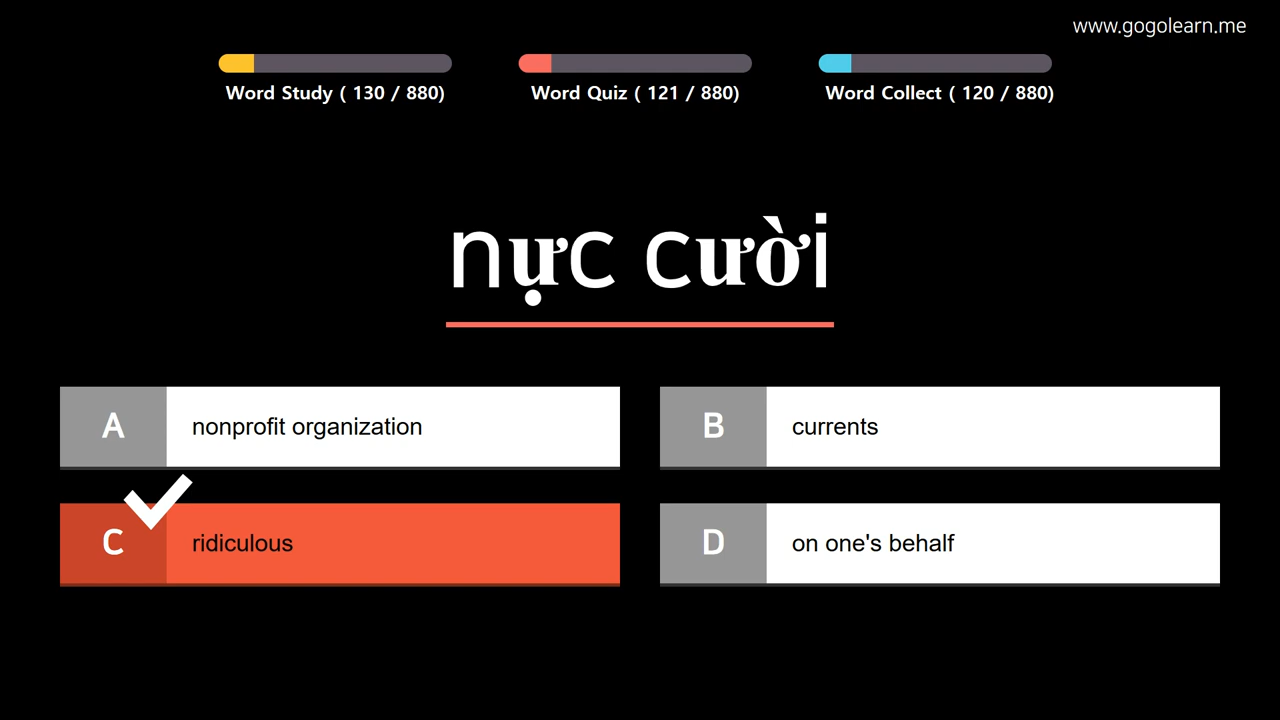 www.gogolearn.me
Word Study ( 130 / 880)
Word Quiz ( 121 / 880)
Word Collect ( 120 / 880)
nực cười
A nonprofit organization
B currents
C ridiculous
D on one's behalf